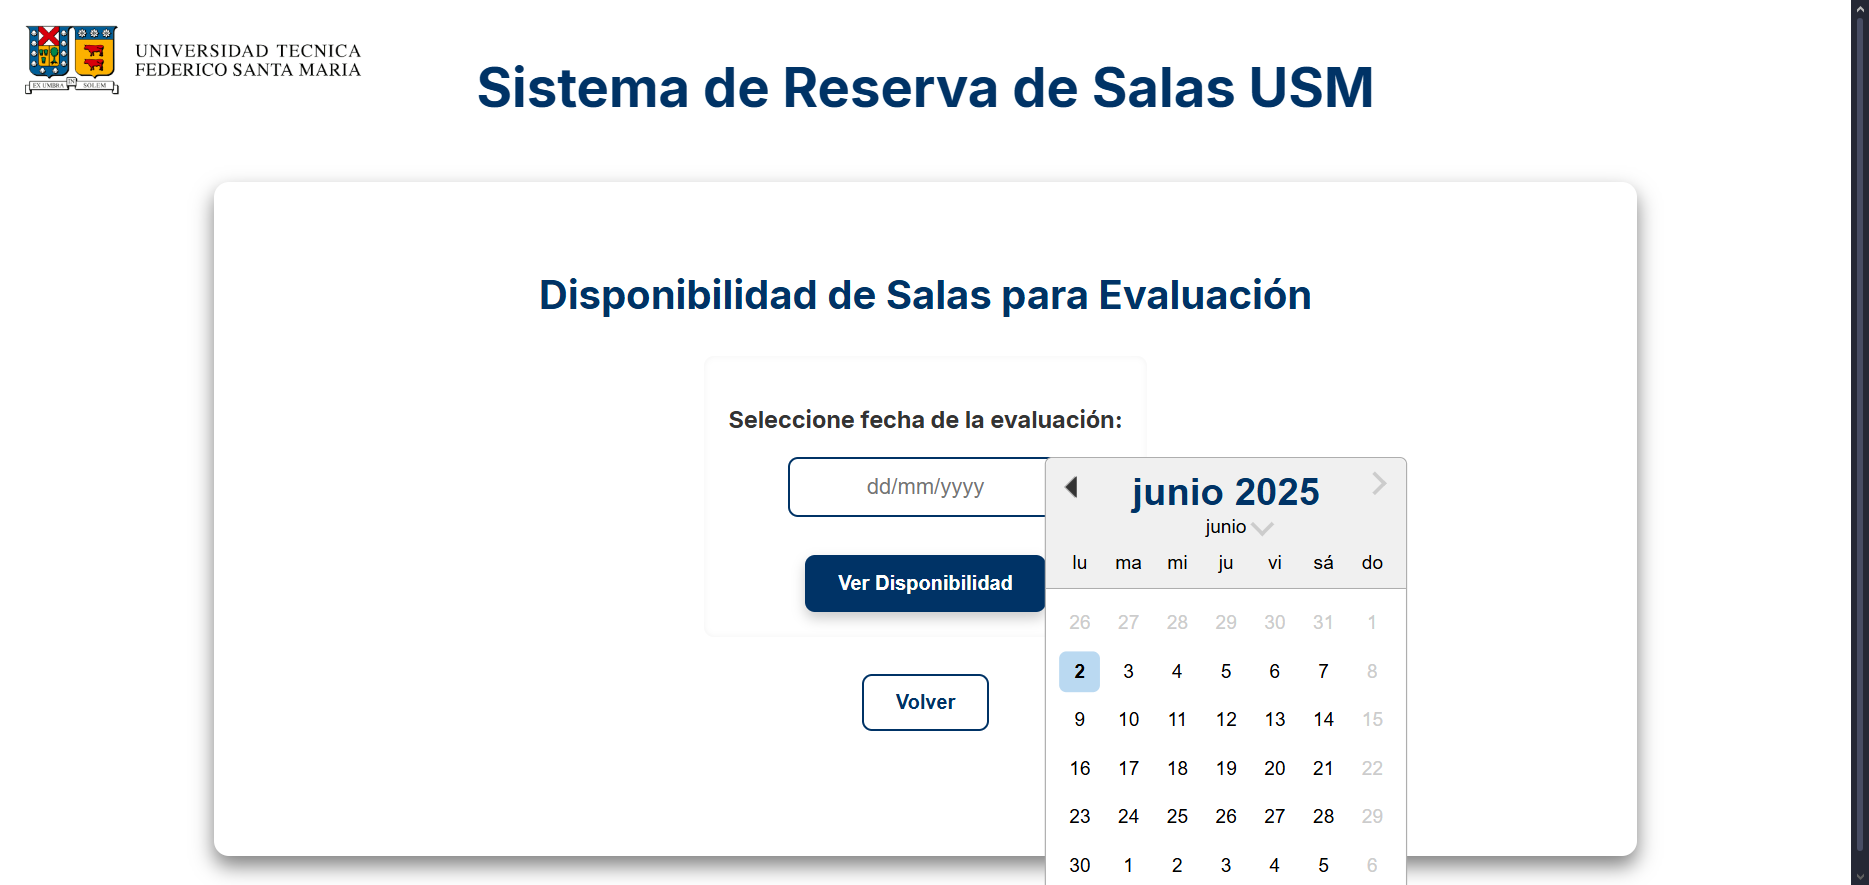 UNIVERSIDAD TECNICA
FEDERICO SANTA MARIA
EX UMBRA IN SOLEM
Sistema de Reserva de Salas USM
Disponibilidad de Salas para Evaluación
Seleccione fecha de la evaluación:
dd/mm/yyyy
Ver Disponibilidad
Volver
junio 2025
junio
lu ma mi ju vi sá do
26 27 28 29 30 31 1
2 3 4 5 6 7 8
9 10 11 12 13 14 15
16 17 18 19 20 21 22
23 24 25 26 27 28 29
30 1 2 3 4 5 6